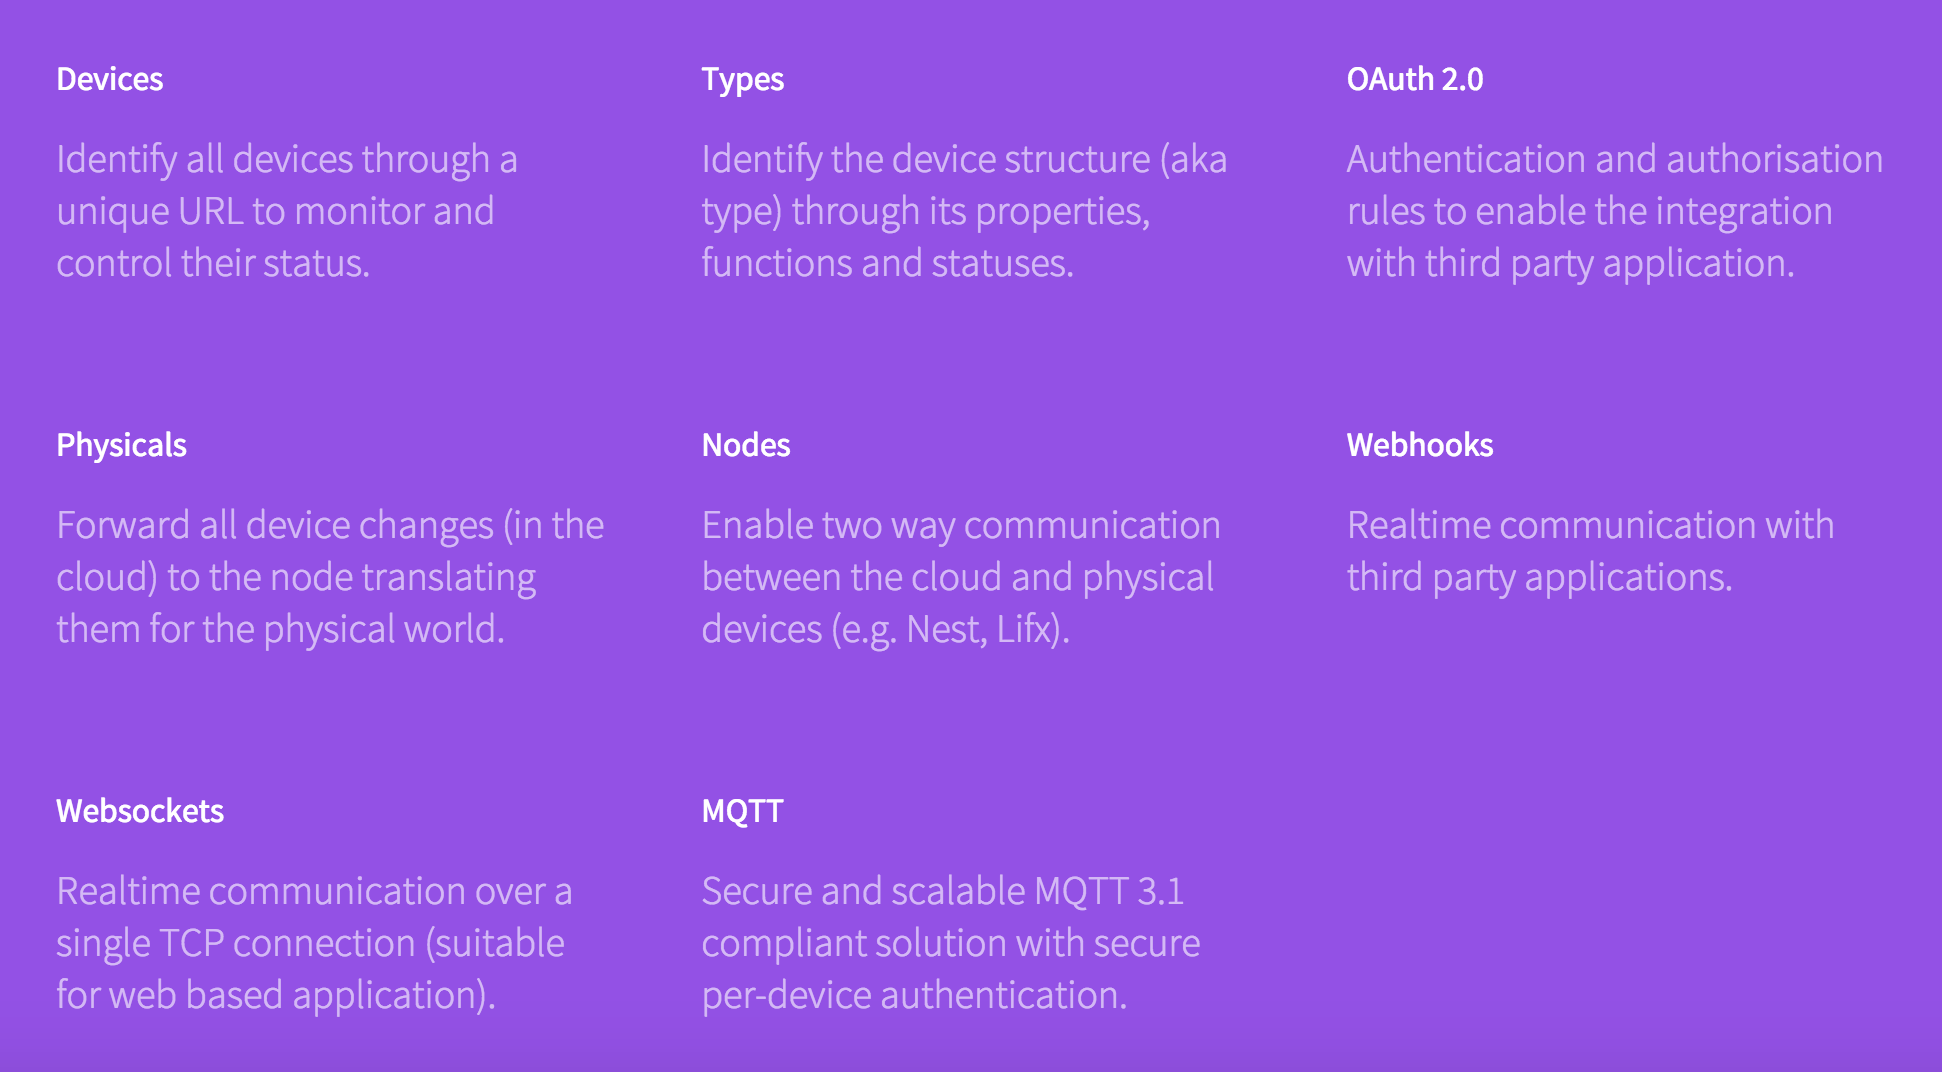 Devices
Identify all devices through a
unique URL to monitor and
control their status.
Types
Identify the device structure (aka
type) through its properties,
functions and statuses.
OAuth 2.0
Authentication and authorisation
rules to enable the integration
with third party application.
Physicals
Forward all device changes (in the
cloud) to the node translating
them for the physical world.
Nodes
Enable two way communication
between the cloud and physical
devices (e.g. Nest, Lifx).
Webhooks
Realtime communication with
third party applications.
Websockets
Realtime communication over a
single TCP connection (suitable
for web based application).
MQTT
Secure and scalable MQTT 3.1
compliant solution with secure
per-device authentication.